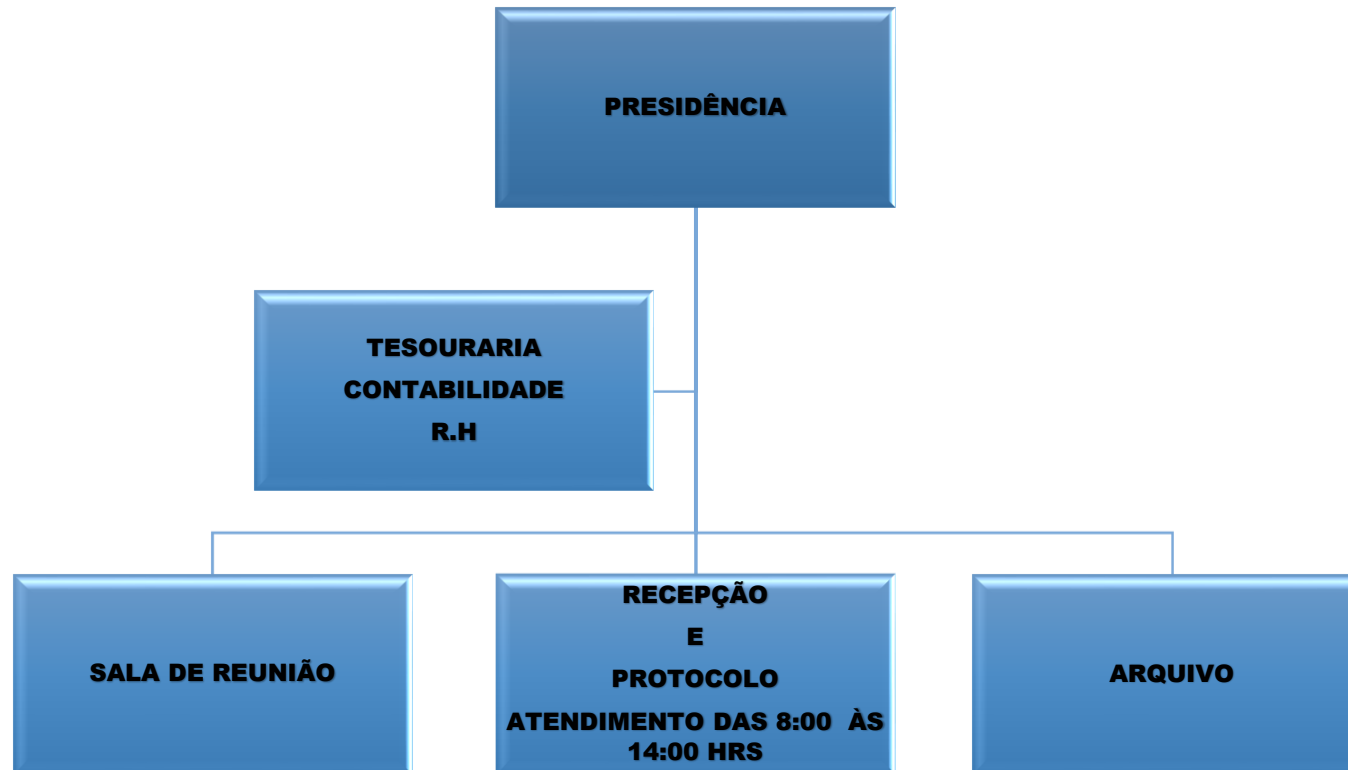 PRESIDÊNCIA
TESOURARIA
CONTABILIDADE
R.H
SALA DE REUNIÃO
RECEPÇÃO
E
PROTOCOLO
ATENDIMENTO DAS 8:00 ÀS
14:00 HRS
ARQUIVO